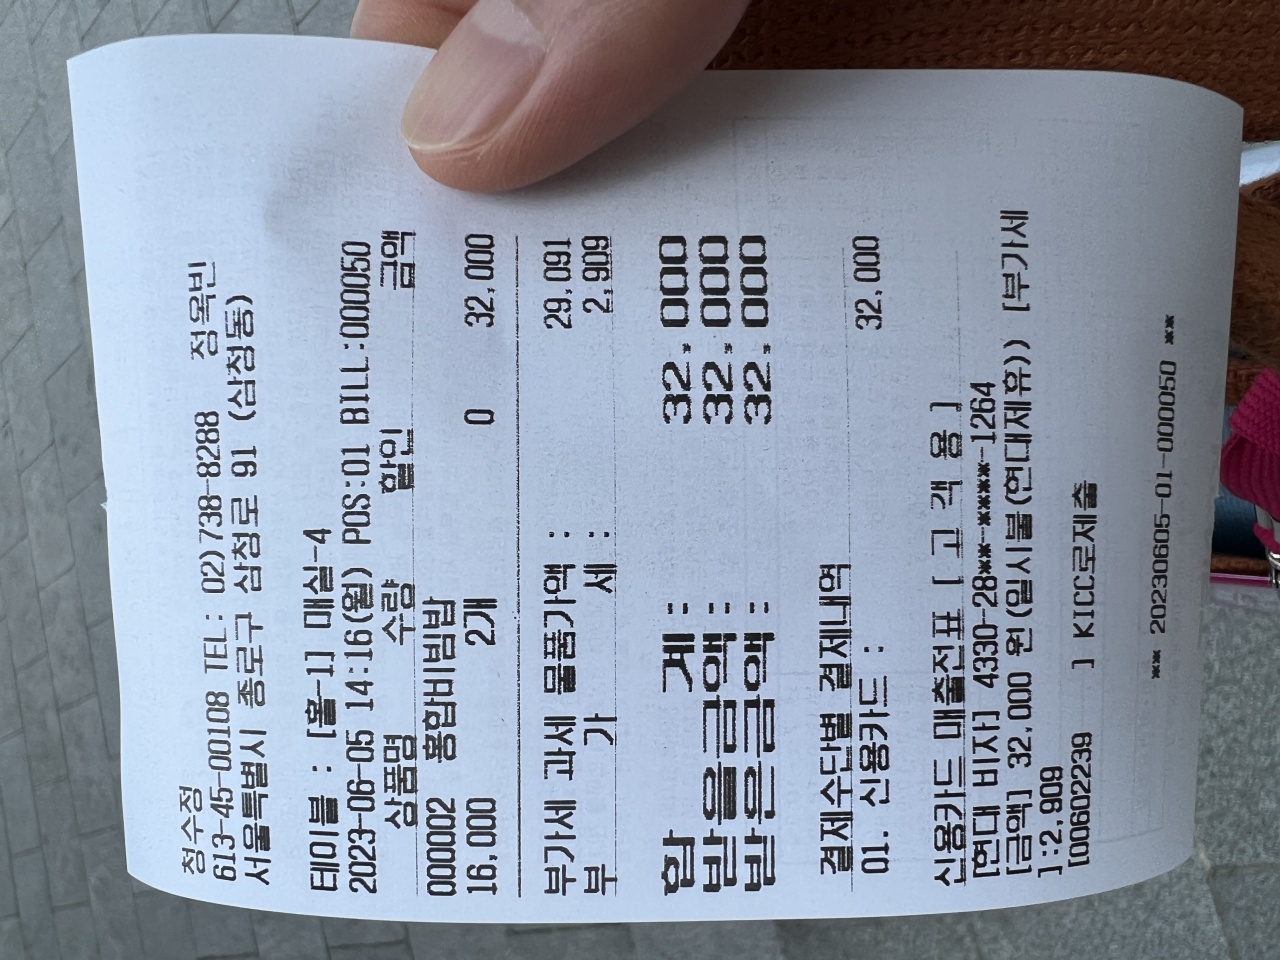 청수정
613-45-00108 TEL: 02)738-8288 정옥빈
서울특별시 종로구 삼청로 91 (삼청동)
테이블 : [홀-1] 매실-4
2023-06-05 14:16(월) POS:01 BILL:000050
상품명 수량 할인 금액
000002 홍합비빔밥
16,000 2개 0 32,000
부가세 과세 물품가액 : 29,091
부 가 세 : 2,909
합 계 : 32,000
받을금액 : 32,000
받은금액 : 32,000
결제수단별 결제내역
01. 신용카드 : 32,000
신용카드 매출전표 [ 고 객 용 ]
[현대 비자] 4330-28**-****-1264
[금액] 32,000 원(일시불(현대제휴)) [부가세
]:2,909
[00602239 ] KICC로제출
** 20230605-01-000050 **